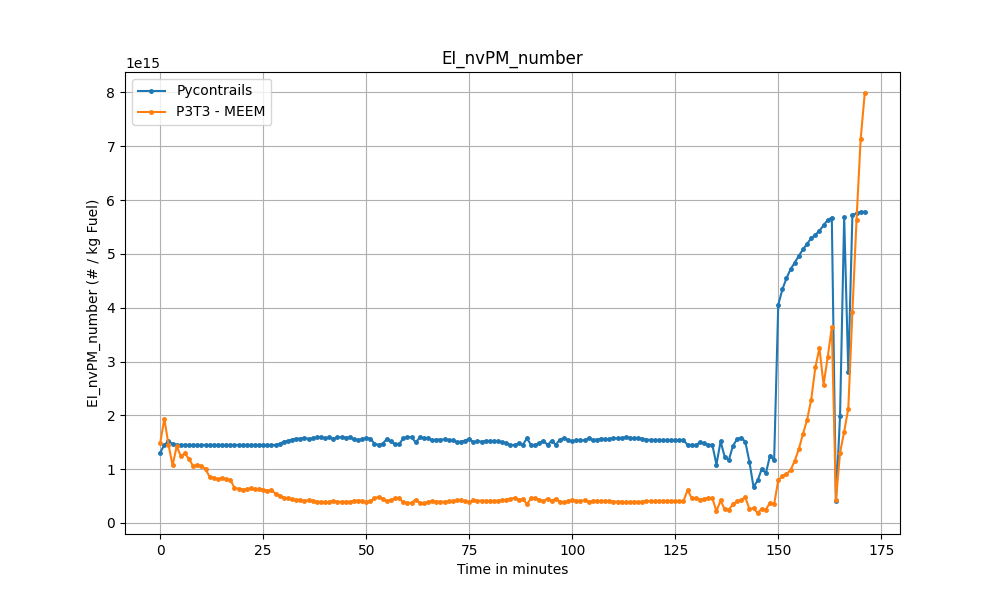 EI_nvPM_number
1e15
Pycontrails
P3T3 - MEEM
8
7
6
5
4
3
2
1
0
EI_nvPM_number (# / kg Fuel)
0 25 50 75 100 125 150 175
Time in minutes